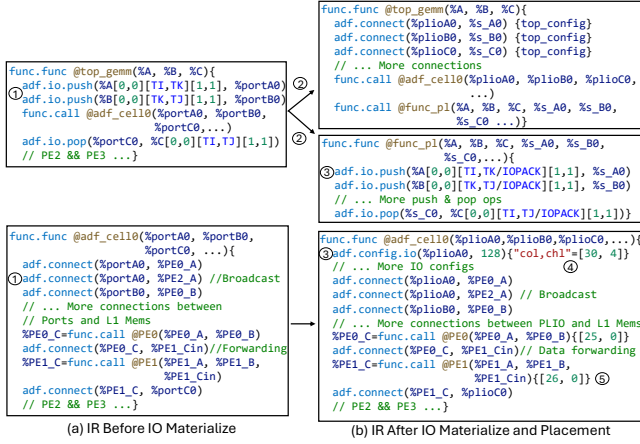 func.func @top_gemm(%A, %B, %C){
① adf.io.push(%A[0,0][TI,TK][1,1], %portA0)
adf.io.push(%B[0,0][TK,TJ][1,1], %portB0)
func.call @adf_cell0(%portA0, %portB0,
%portC0,...)
adf.io.pop(%portC0, %C[0,0][TI,TJ][1,1])
// PE2 && PE3 ...}
②
②
func.func @top_gemm(%A, %B, %C){
adf.connect(%plioA0, %s_A0) {top_config}
adf.connect(%plioB0, %s_B0) {top_config}
adf.connect(%plioC0, %s_C0) {top_config}
// ... More connections
func.call @adf_cell0(%plioA0, %plioB0, %plioC0,
...)
func.call @func_pl(%A, %B, %C, %s_A0, %s_B0,
%s_C0 ...)}
func.func @func_pl(%A, %B, %C, %s_A0, %s_B0,
%s_C0,...){
③ adf.io.push(%A[0,0][TI,TK/IOPACK][1,1], %s_A0)
adf.io.push(%B[0,0][TK,TJ/IOPACK][1,1], %s_B0)
// ... More push & pop ops
adf.io.pop(%s_C0, %C[0,0][TI,TJ/IOPACK][1,1])}
func.func @adf_cell0(%portA0, %portB0,
%portC0, ...){
① adf.connect(%portA0, %PE0_A)
adf.connect(%portA0, %PE2_A) //Broadcast
adf.connect(%portB0, %PE0_B)
// ... More connections between
// Ports and L1 Mems
%PE0_C=func.call @PE0(%PE0_A, %PE0_B)
adf.connect(%PE0_C, %PE1_Cin)//Forwarding
%PE1_C=func.call @PE1(%PE1_A, %PE1_B,
%PE1_Cin)
adf.connect(%PE1_C, %portC0)
// PE2 && PE3 ...}
func.func @adf_cell0(%plioA0,%plioB0,%plioC0,...){
③ adf.config.io(%plioA0, 128){"col,chl"=[30, 4]}
// ... More IO configs ④
adf.connect(%plioA0, %PE0_A)
adf.connect(%plioA0, %PE2_A) // Broadcast
adf.connect(%plioB0, %PE0_B)
// ... More connections between PLIO and L1 Mems
%PE0_C=func.call @PE0(%PE0_A, %PE0_B){[25, 0]}
adf.connect(%PE0_C, %PE1_Cin)// Data forwarding
%PE1_C=func.call @PE1(%PE1_A, %PE1_B,
%PE1_Cin){[26, 0]} ⑤
adf.connect(%PE1_C, %plioC0)
// PE2 && PE3 ...}
(a) IR Before IO Materialize
(b) IR After IO Materialize and Placement